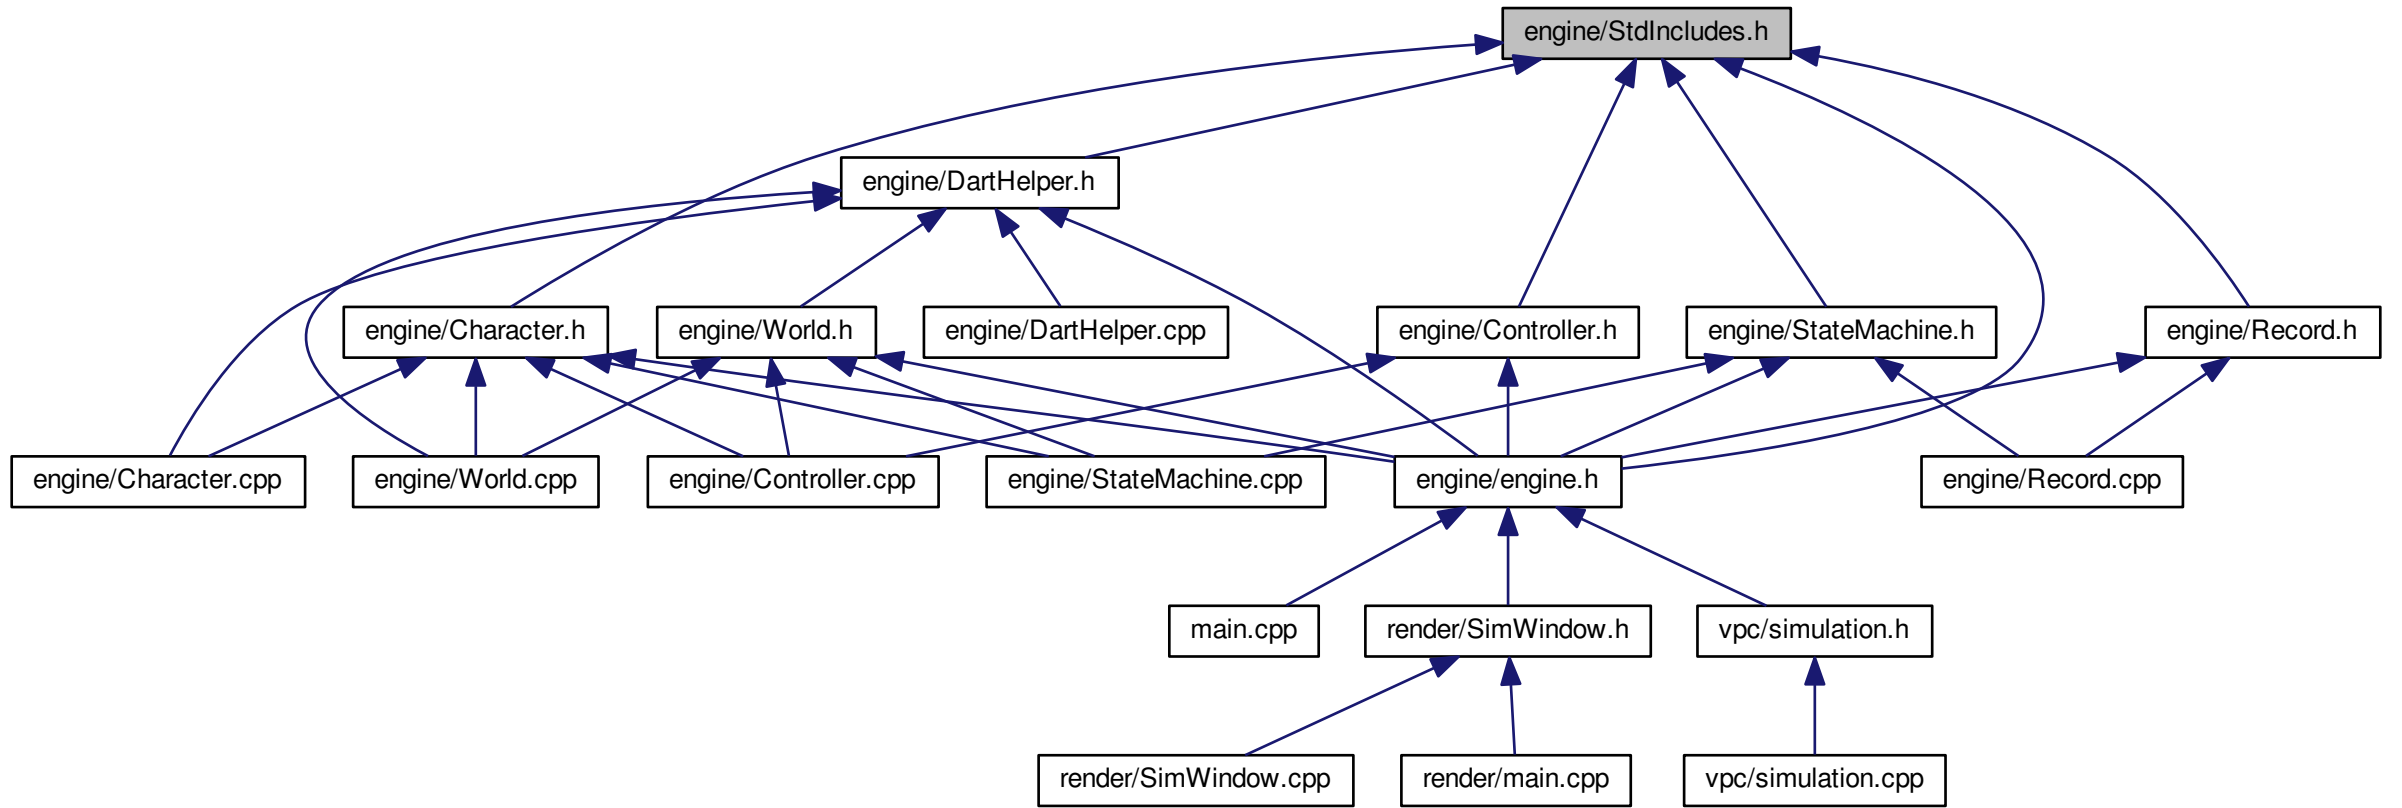 engine/StdIncludes.h
engine/DartHelper.h
engine/Character.h
engine/World.h
engine/DartHelper.cpp
engine/Controller.h
engine/StateMachine.h
engine/Record.h
engine/Character.cpp
engine/World.cpp
engine/Controller.cpp
engine/StateMachine.cpp
engine/engine.h
engine/Record.cpp
main.cpp
render/SimWindow.h
vpc/simulation.h
render/SimWindow.cpp
render/main.cpp
vpc/simulation.cpp